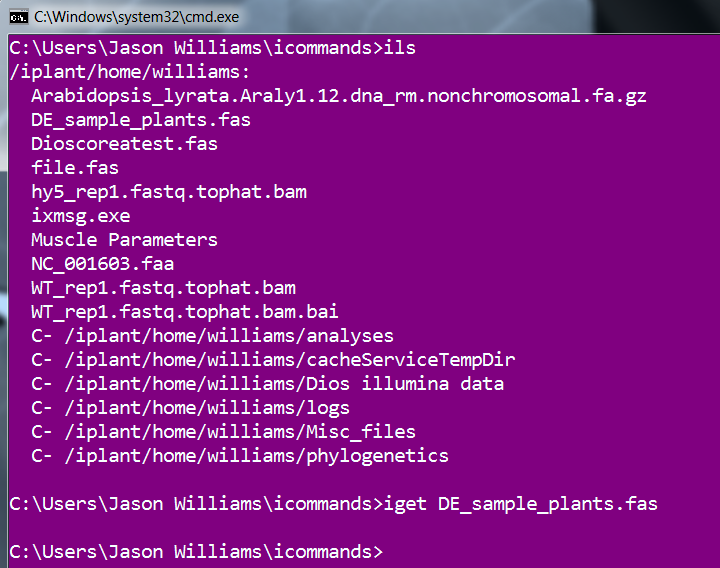 C:\Windows\system32\cmd.exe
C:\Users\Jason Williams\icommands>ils
/iplant/home/williams:
Arabidopsis_lyrata.Araly1.12.dna_rm.nonchromosomal.fa.gz
DE_sample_plants.fas
Dioscoreatest.fas
file.fas
hy5_rep1.fastq.tophat.bam
ixmsg.exe
Muscle Parameters
NC_001603.faa
WT_rep1.fastq.tophat.bam
WT_rep1.fastq.tophat.bam.bai
C- /iplant/home/williams/analyses
C- /iplant/home/williams/cacheServiceTempDir
C- /iplant/home/williams/Dios illumina data
C- /iplant/home/williams/logs
C- /iplant/home/williams/Misc_files
C- /iplant/home/williams/phylogenetics
C:\Users\Jason Williams\icommands>iget DE_sample_plants.fas
C:\Users\Jason Williams\icommands>